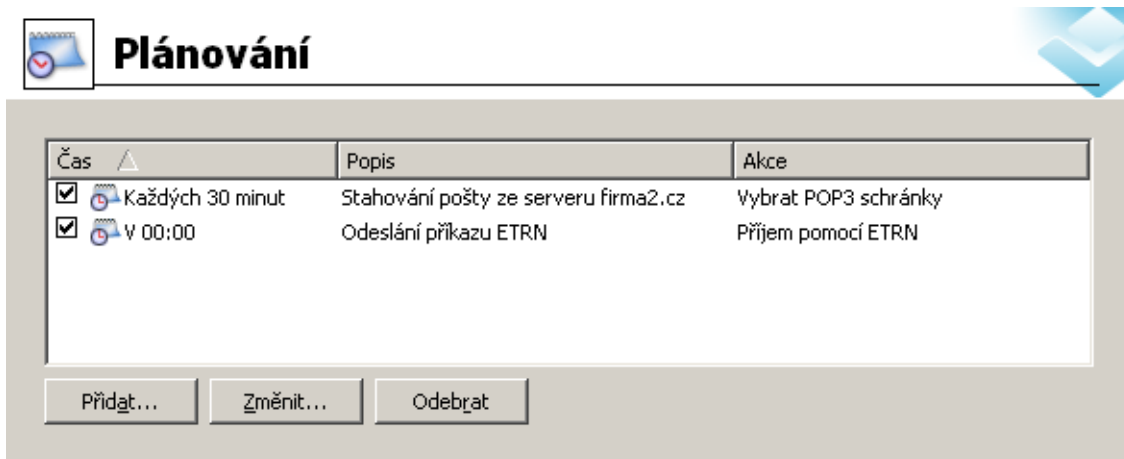 Plánování
Čas Popis Akce
Každých 30 minut Stahování pošty ze serveru firma2.cz Vybrat POP3 schránky
V 00:00 Odeslání příkazu ETRN Příjem pomocí ETRN
Přidat... Změnit... Odebrat